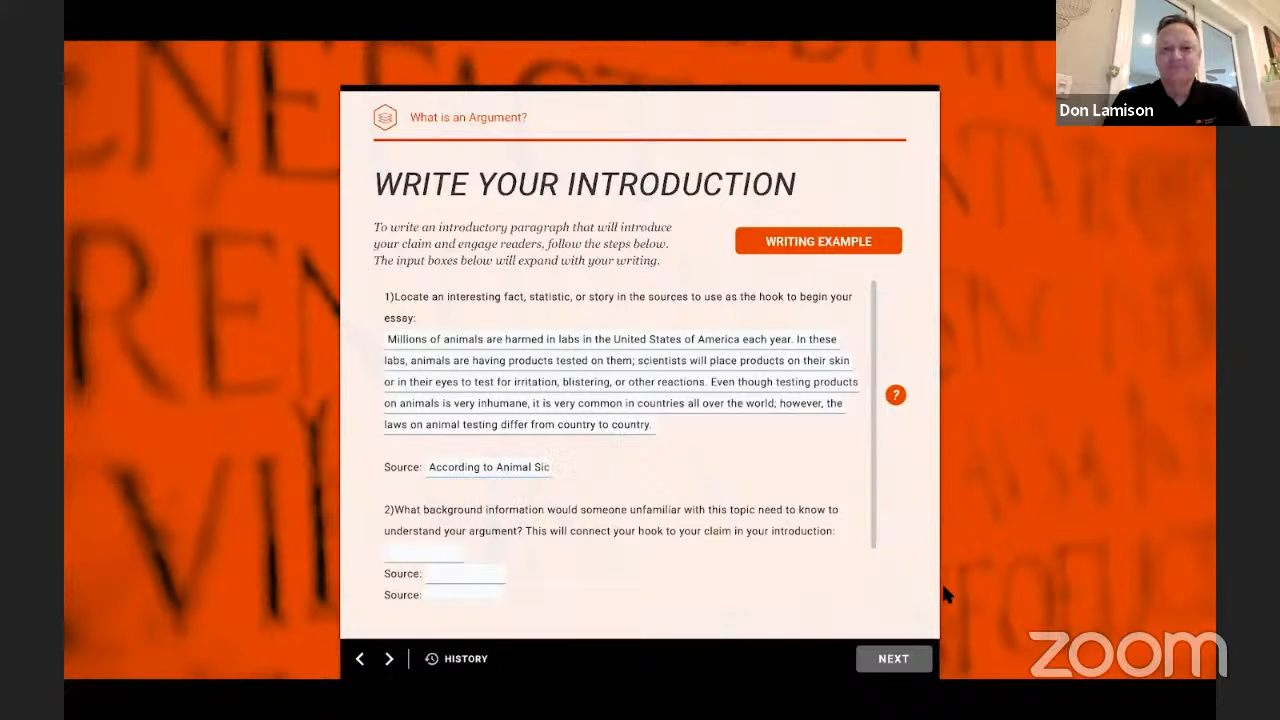 Don Lamison
What is an Argument?
WRITE YOUR INTRODUCTION
To write an introductory paragraph that will introduce
your claim and engage readers, follow the steps below.
The input boxes below will expand with your writing.
WRITING EXAMPLE
1)Locate an interesting fact, statistic, or story in the sources to use as the hook to begin your
essay:
Millions of animals are harmed in labs in the United States of America each year. In these
labs, animals are having products tested on them; scientists will place products on their skin
or in their eyes to test for irritation, blistering, or other reactions. Even though testing products
on animals is very inhumane, it is very common in countries all over the world; however, the
laws on animal testing differ from country to country.
?
Source: According to Animal Sic
2)What background information would someone unfamiliar with this topic need to know to
understand your argument? This will connect your hook to your claim in your introduction:
Source:
Source:
HISTORY
NEXT
zoom